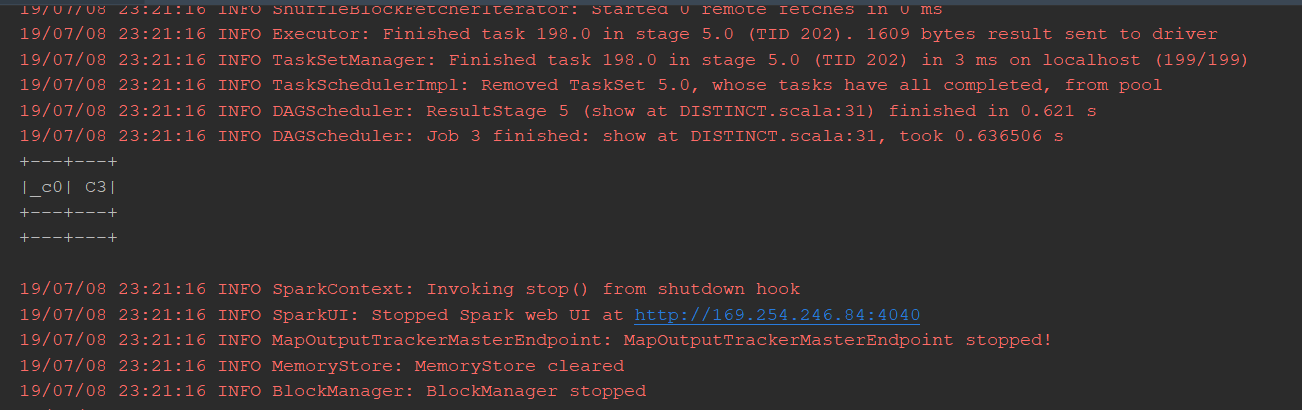 19/07/08 23:21:16 INFO ShuffleBlockFetcherIterator: Started 0 remote fetches in 0 ms
19/07/08 23:21:16 INFO Executor: Finished task 198.0 in stage 5.0 (TID 202). 1609 bytes result sent to driver
19/07/08 23:21:16 INFO TaskSetManager: Finished task 198.0 in stage 5.0 (TID 202) in 3 ms on localhost (199/199)
19/07/08 23:21:16 INFO TaskSchedulerImpl: Removed TaskSet 5.0, whose tasks have all completed, from pool
19/07/08 23:21:16 INFO DAGScheduler: ResultStage 5 (show at DISTINCT.scala:31) finished in 0.621 s
19/07/08 23:21:16 INFO DAGScheduler: Job 3 finished: show at DISTINCT.scala:31, took 0.636506 s
+---+---+
|_c0| C3|
+---+---+
+---+---+
19/07/08 23:21:16 INFO SparkContext: Invoking stop() from shutdown hook
19/07/08 23:21:16 INFO SparkUI: Stopped Spark web UI at http://169.254.246.84:4040
19/07/08 23:21:16 INFO MapOutputTrackerMasterEndpoint: MapOutputTrackerMasterEndpoint stopped!
19/07/08 23:21:16 INFO MemoryStore: MemoryStore cleared
19/07/08 23:21:16 INFO BlockManager: BlockManager stopped